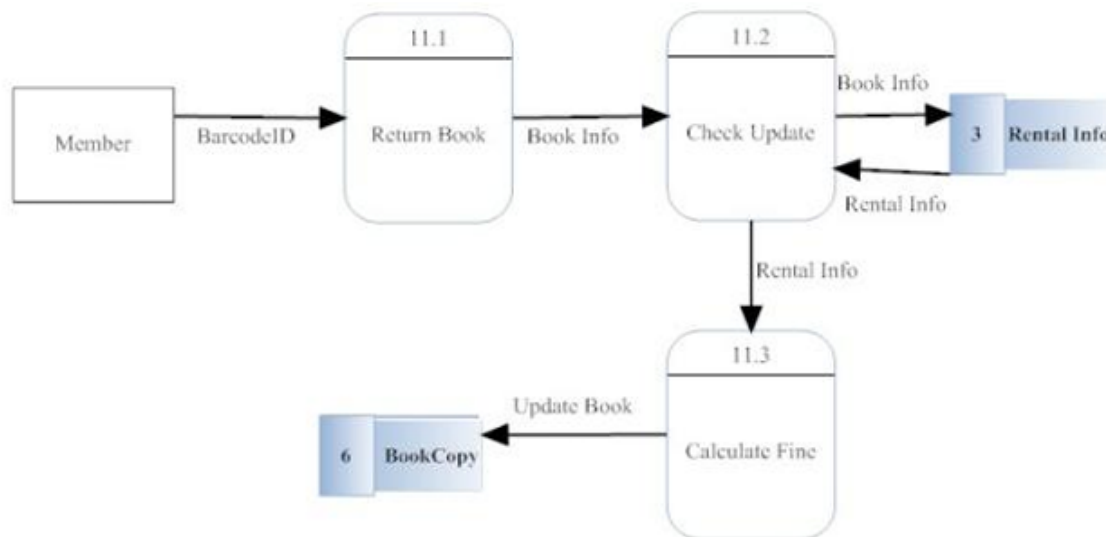 11.1
11.2
Member
BarcodeID
Return Book
Book Info
Check Update
Book Info
3
Rental Info
Rental Info
Rental Info
11.3
Update Book
6
BookCopy
Calculate Fine